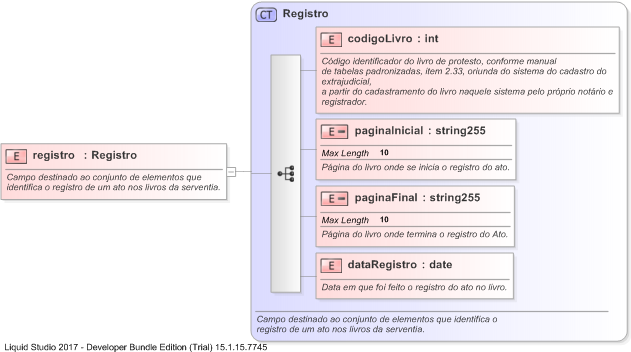 CT Registro
E codigoLivro : int
Código identificador do livro de protesto, conforme manual
de tabelas padronizadas, item 2.33, oriunda do sistema do cadastro do
extrajudicial,
a partir do cadastramento do livro naquele sistema pelo próprio notário e
registrador.
E paginaInicial : string255
Max Length 10
Página do livro onde se inicia o registro do ato.
E registro : Registro
Campo destinado ao conjunto de elementos que
identifica o registro de um ato nos livros da serventia.
E paginaFinal : string255
Max Length 10
Página do livro onde termina o registro do Ato.
E dataRegistro : date
Data em que foi feito o registro do ato no livro.
Campo destinado ao conjunto de elementos que identifica o
registro de um ato nos livros da serventia.
Liquid Studio 2017 - Developer Bundle Edition (Trial) 15.1.15.7745